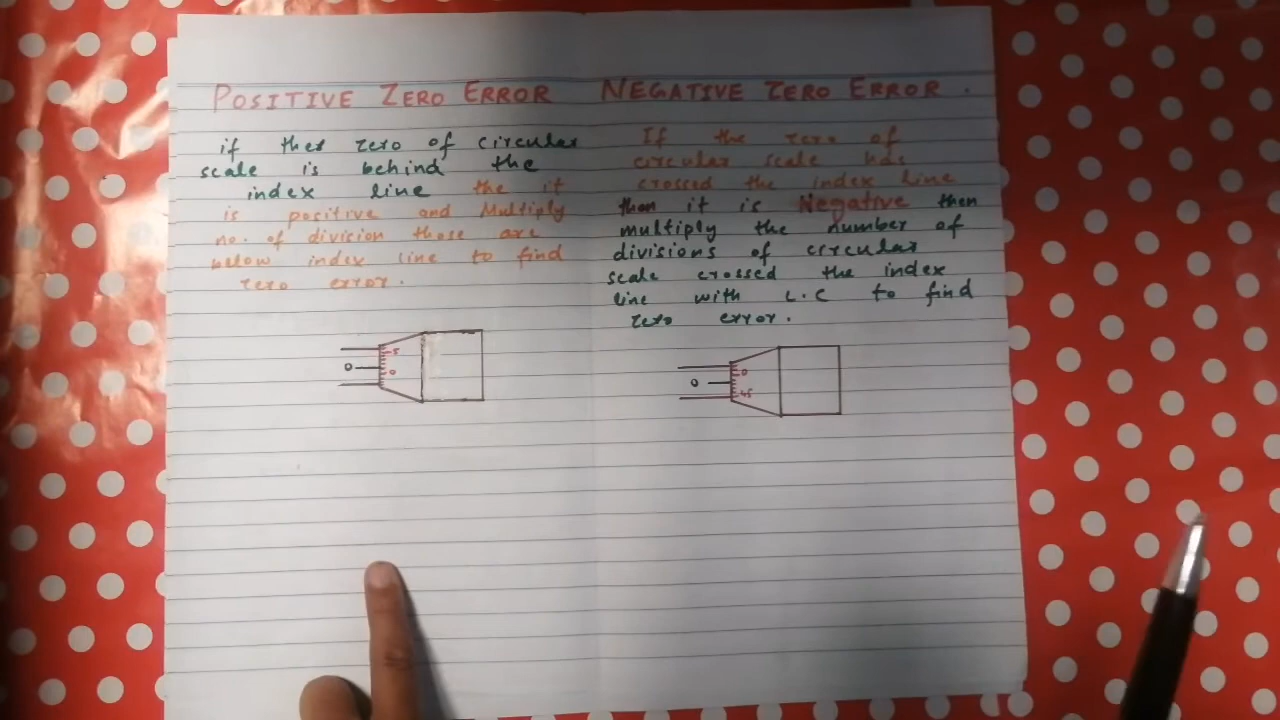 POSITIVE ZERO ERROR
if ther zero of circular
scale is behind the
index line the it
is positive and Multiply
no. of division those are
below index line to find
zero error.
5
0
0
NEGATIVE ZERO ERROR.
If the zero of
circular scale has
crossed the index line
then it is Negative then
multiply the number of
divisions of circular
scale crossed the index
line with L.C to find
zero error.
0
0
45